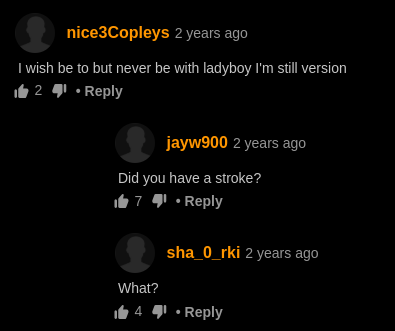 nice3Copleys 2 years ago
I wish be to but never be with ladyboy I'm still version
2 • Reply
jayw900 2 years ago
Did you have a stroke?
7 • Reply
sha_0_rki 2 years ago
What?
4 • Reply